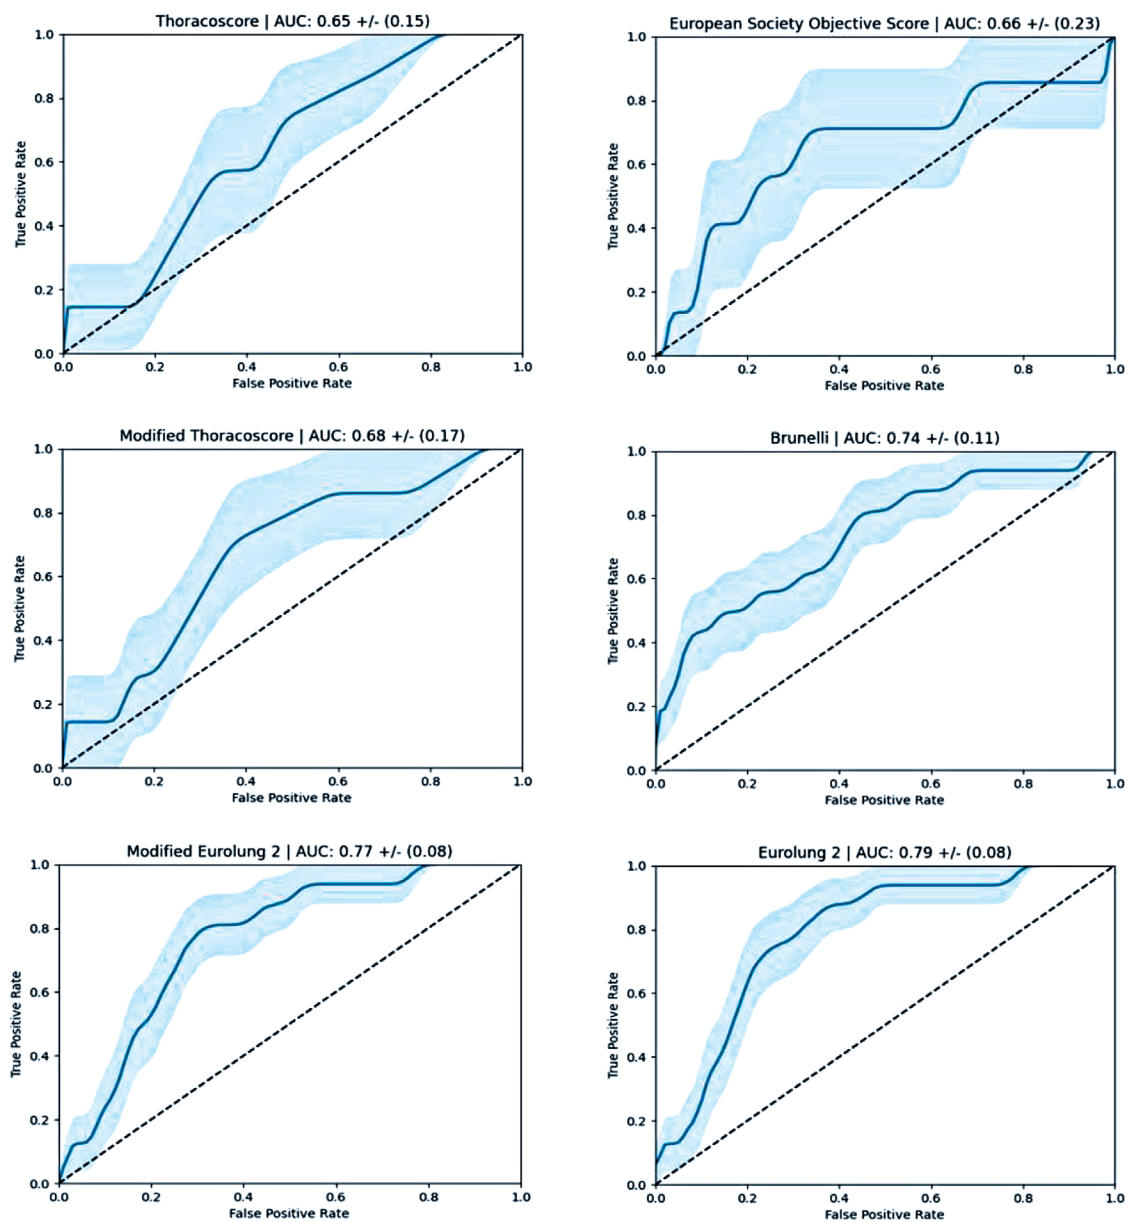 Thoracoscore | AUC: 0.65 +/- (0.15)
1.0
0.8
0.6
0.4
0.2
0.0
True Positive Rate
0.0 0.2 0.4 0.6 0.8 1.0
False Positive Rate
European Society Objective Score | AUC: 0.66 +/- (0.23)
1.0
0.8
0.6
0.4
0.2
0.0
True Positive Rate
0.0 0.2 0.4 0.6 0.8 1.0
False Positive Rate
Modified Thoracoscore | AUC: 0.68 +/- (0.17)
1.0
0.8
0.6
0.4
0.2
0.0
True Positive Rate
0.0 0.2 0.4 0.6 0.8 1.0
False Positive Rate
Brunelli | AUC: 0.74 +/- (0.11)
1.0
0.8
0.6
0.4
0.2
0.0
True Positive Rate
0.0 0.2 0.4 0.6 0.8 1.0
False Positive Rate
Modified Eurolung 2 | AUC: 0.77 +/- (0.08)
1.0
0.8
0.6
0.4
0.2
0.0
True Positive Rate
0.0 0.2 0.4 0.6 0.8 1.0
False Positive Rate
Eurolung 2 | AUC: 0.79 +/- (0.08)
1.0
0.8
0.6
0.4
0.2
0.0
True Positive Rate
0.0 0.2 0.4 0.6 0.8 1.0
False Positive Rate